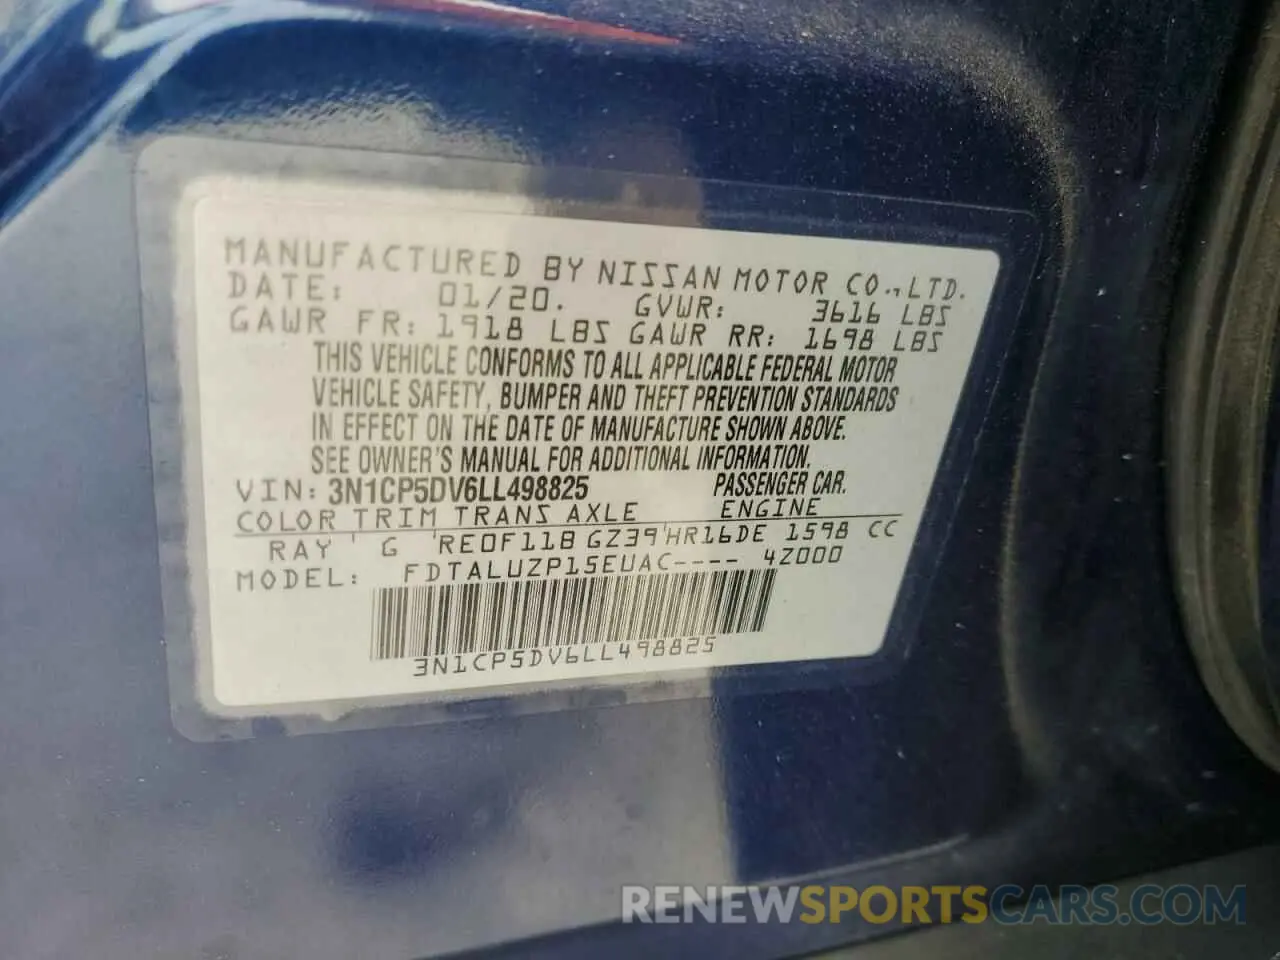 MANUFACTURED BY NISSAN MOTOR CO., LTD.
DATE: 01/20. GVWR: 3616 LBS
GAWR FR: 1918 LBS GAWR RR: 1698 LBS
THIS VEHICLE CONFORMS TO ALL APPLICABLE FEDERAL MOTOR
VEHICLE SAFETY, BUMPER AND THEFT PREVENTION STANDARDS
IN EFFECT ON THE DATE OF MANUFACTURE SHOWN ABOVE.
SEE OWNER'S MANUAL FOR ADDITIONAL INFORMATION.
VIN: 3N1CP5DV6LL498825 PASSENGER CAR.
COLOR TRIM TRANS AXLE ENGINE
RAY ' G 'RE0F11B GZ39'HR16DE 1598 CC
MODEL: FDTALUZP15EUAC---- 4Z000
3N1CP5DV6LL498825
RENEWSPORTSCARS.COM